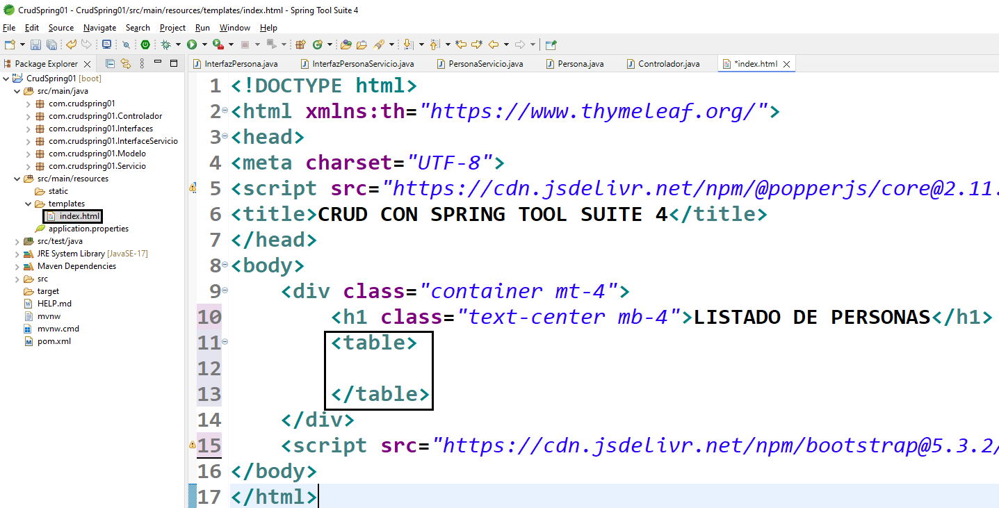 CrudSpring01 - CrudSpring01/src/main/resources/templates/index.html - Spring Tool Suite 4
File Edit Source Navigate Search Project Run Window Help
Package Explorer
CrudSpring01 [boot]
src/main/java
com.crudspring01
com.crudspring01.Controlador
com.crudspring01.Interfaces
com.crudspring01.InterfaceServicio
com.crudspring01.Modelo
com.crudspring01.Servicio
src/main/resources
static
templates
index.html
application.properties
src/test/java
JRE System Library [JavaSE-17]
Maven Dependencies
src
target
HELP.md
mvnw
mvnw.cmd
pom.xml
InterfazPersona.java InterfazPersonaServicio.java PersonaServicio.java Persona.java Controlador.java *index.html
1 <!DOCTYPE html>
2 <html xmlns:th="https://www.thymeleaf.org/">
3 <head>
4 <meta charset="UTF-8">
5 <script src="https://cdn.jsdelivr.net/npm/@popperjs/core@2.11.
6 <title>CRUD CON SPRING TOOL SUITE 4</title>
7 </head>
8 <body>
9 <div class="container mt-4">
10 <h1 class="text-center mb-4">LISTADO DE PERSONAS</h1>
11 <table>
12
13 </table>
14 </div>
15 <script src="https://cdn.jsdelivr.net/npm/bootstrap@5.3.2/
16 </body>
17 </html>